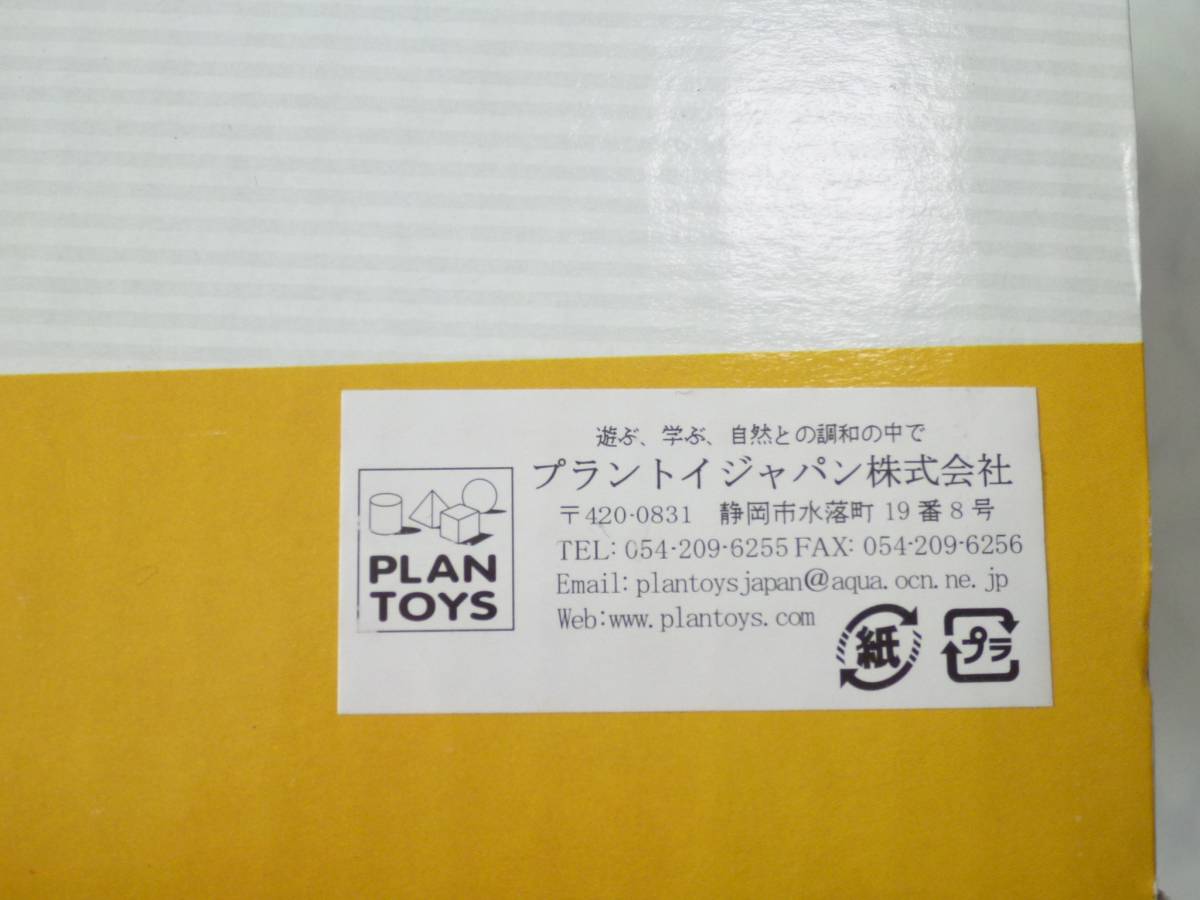 遊ぶ、学ぶ、自然との調和の中で
プラントイジャパン株式会社
〒420-0831 静岡市水落町19番8号
TEL: 054-209-6255 FAX: 054-209-6256
Email: plantoysjapan@aqua.ocn.ne.jp
Web:www.plantoys.com
PLAN
TOYS
紙
プラ